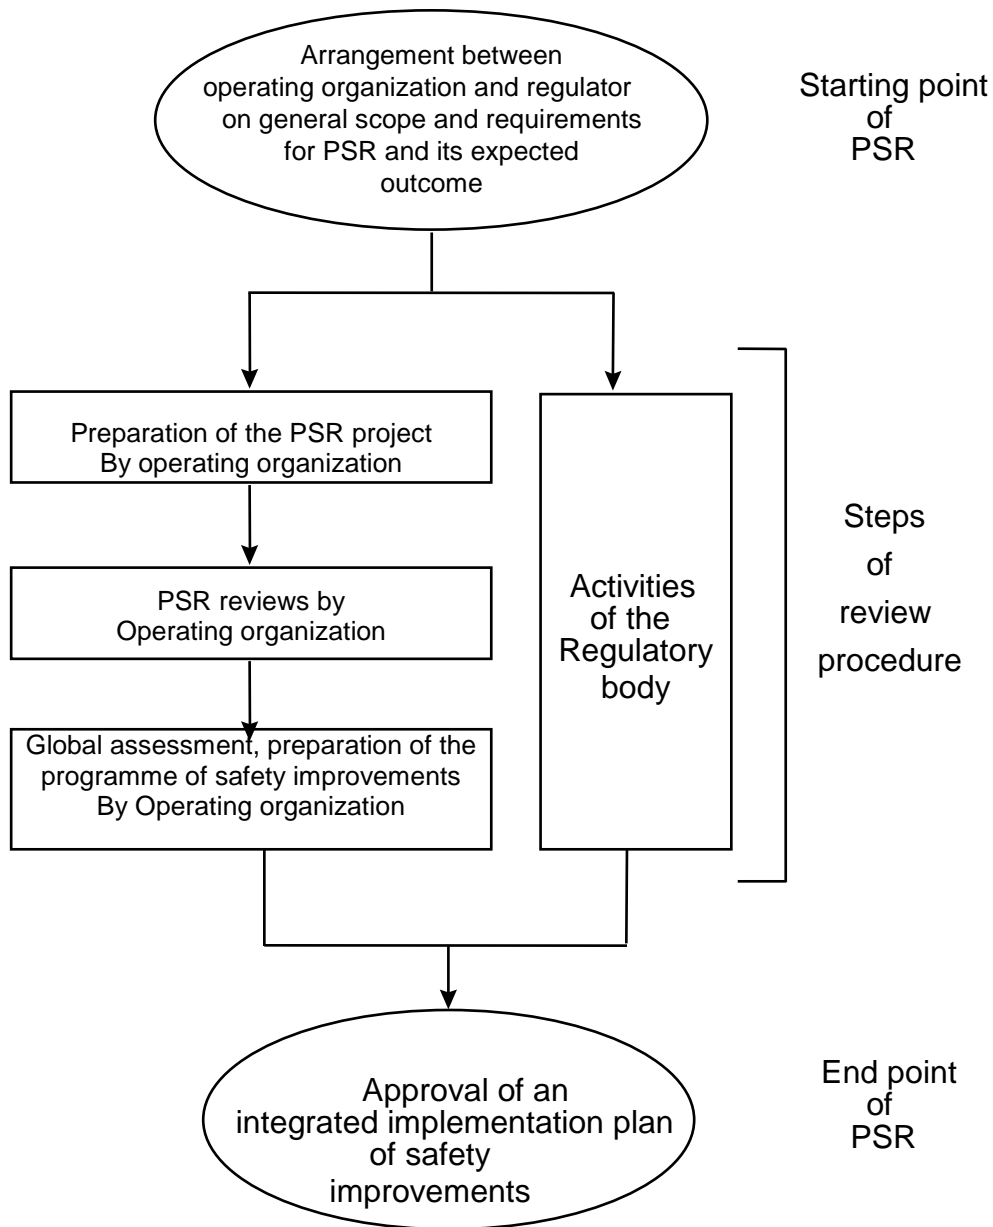 Arrangement between
operating organization and regulator
on general scope and requirements
for PSR and its expected
outcome
Starting point
of
PSR
Preparation of the PSR project
By operating organization
PSR reviews by
Operating organization
Global assessment, preparation of the
programme of safety improvements
By Operating organization
Activities
of the
Regulatory
body
Steps
of
review
procedure
Approval of an
integrated implementation plan
of safety
improvements
End point
of
PSR